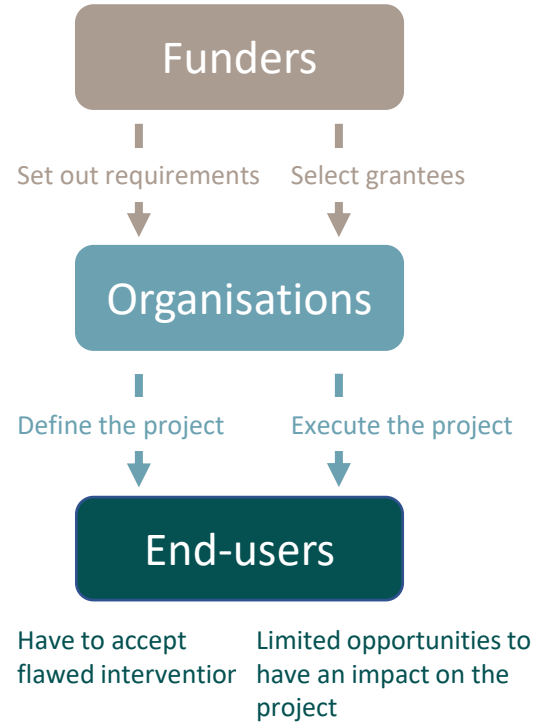 Funders
Set out requirements
Select grantees
Organisations
Define the project
Execute the project
End-users
Have to accept
flawed intervention
Limited opportunities to
have an impact on the
project